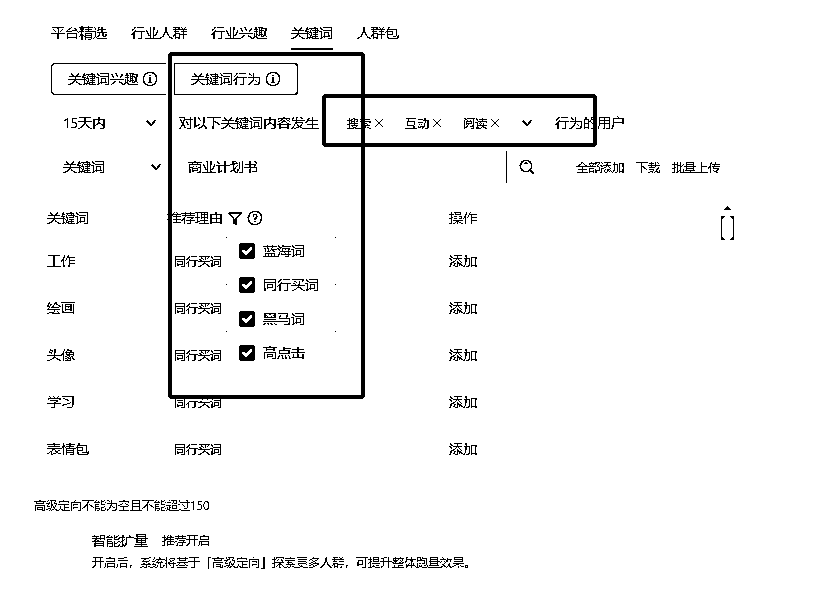 平台精选 行业人群 行业兴趣 关键词 人群包
关键词兴趣 关键词行为
15天内 对以下关键词内容发生 搜索× 互动× 阅读× 行为的用户
关键词 商业计划书 全部添加 下载 批量上传
关键词 推荐理由 操作
蓝海词
工作 同行买词 添加
同行买词
绘画 同行买词 添加
黑马词
头像 同行买词 高点击 添加
学习 同行买词 添加
表情包 同行买词 添加
高级定向不能为空且不能超过150
智能扩量 推荐开启
开启后，系统将基于「高级定向」探索更多人群，可提升整体跑量效果。